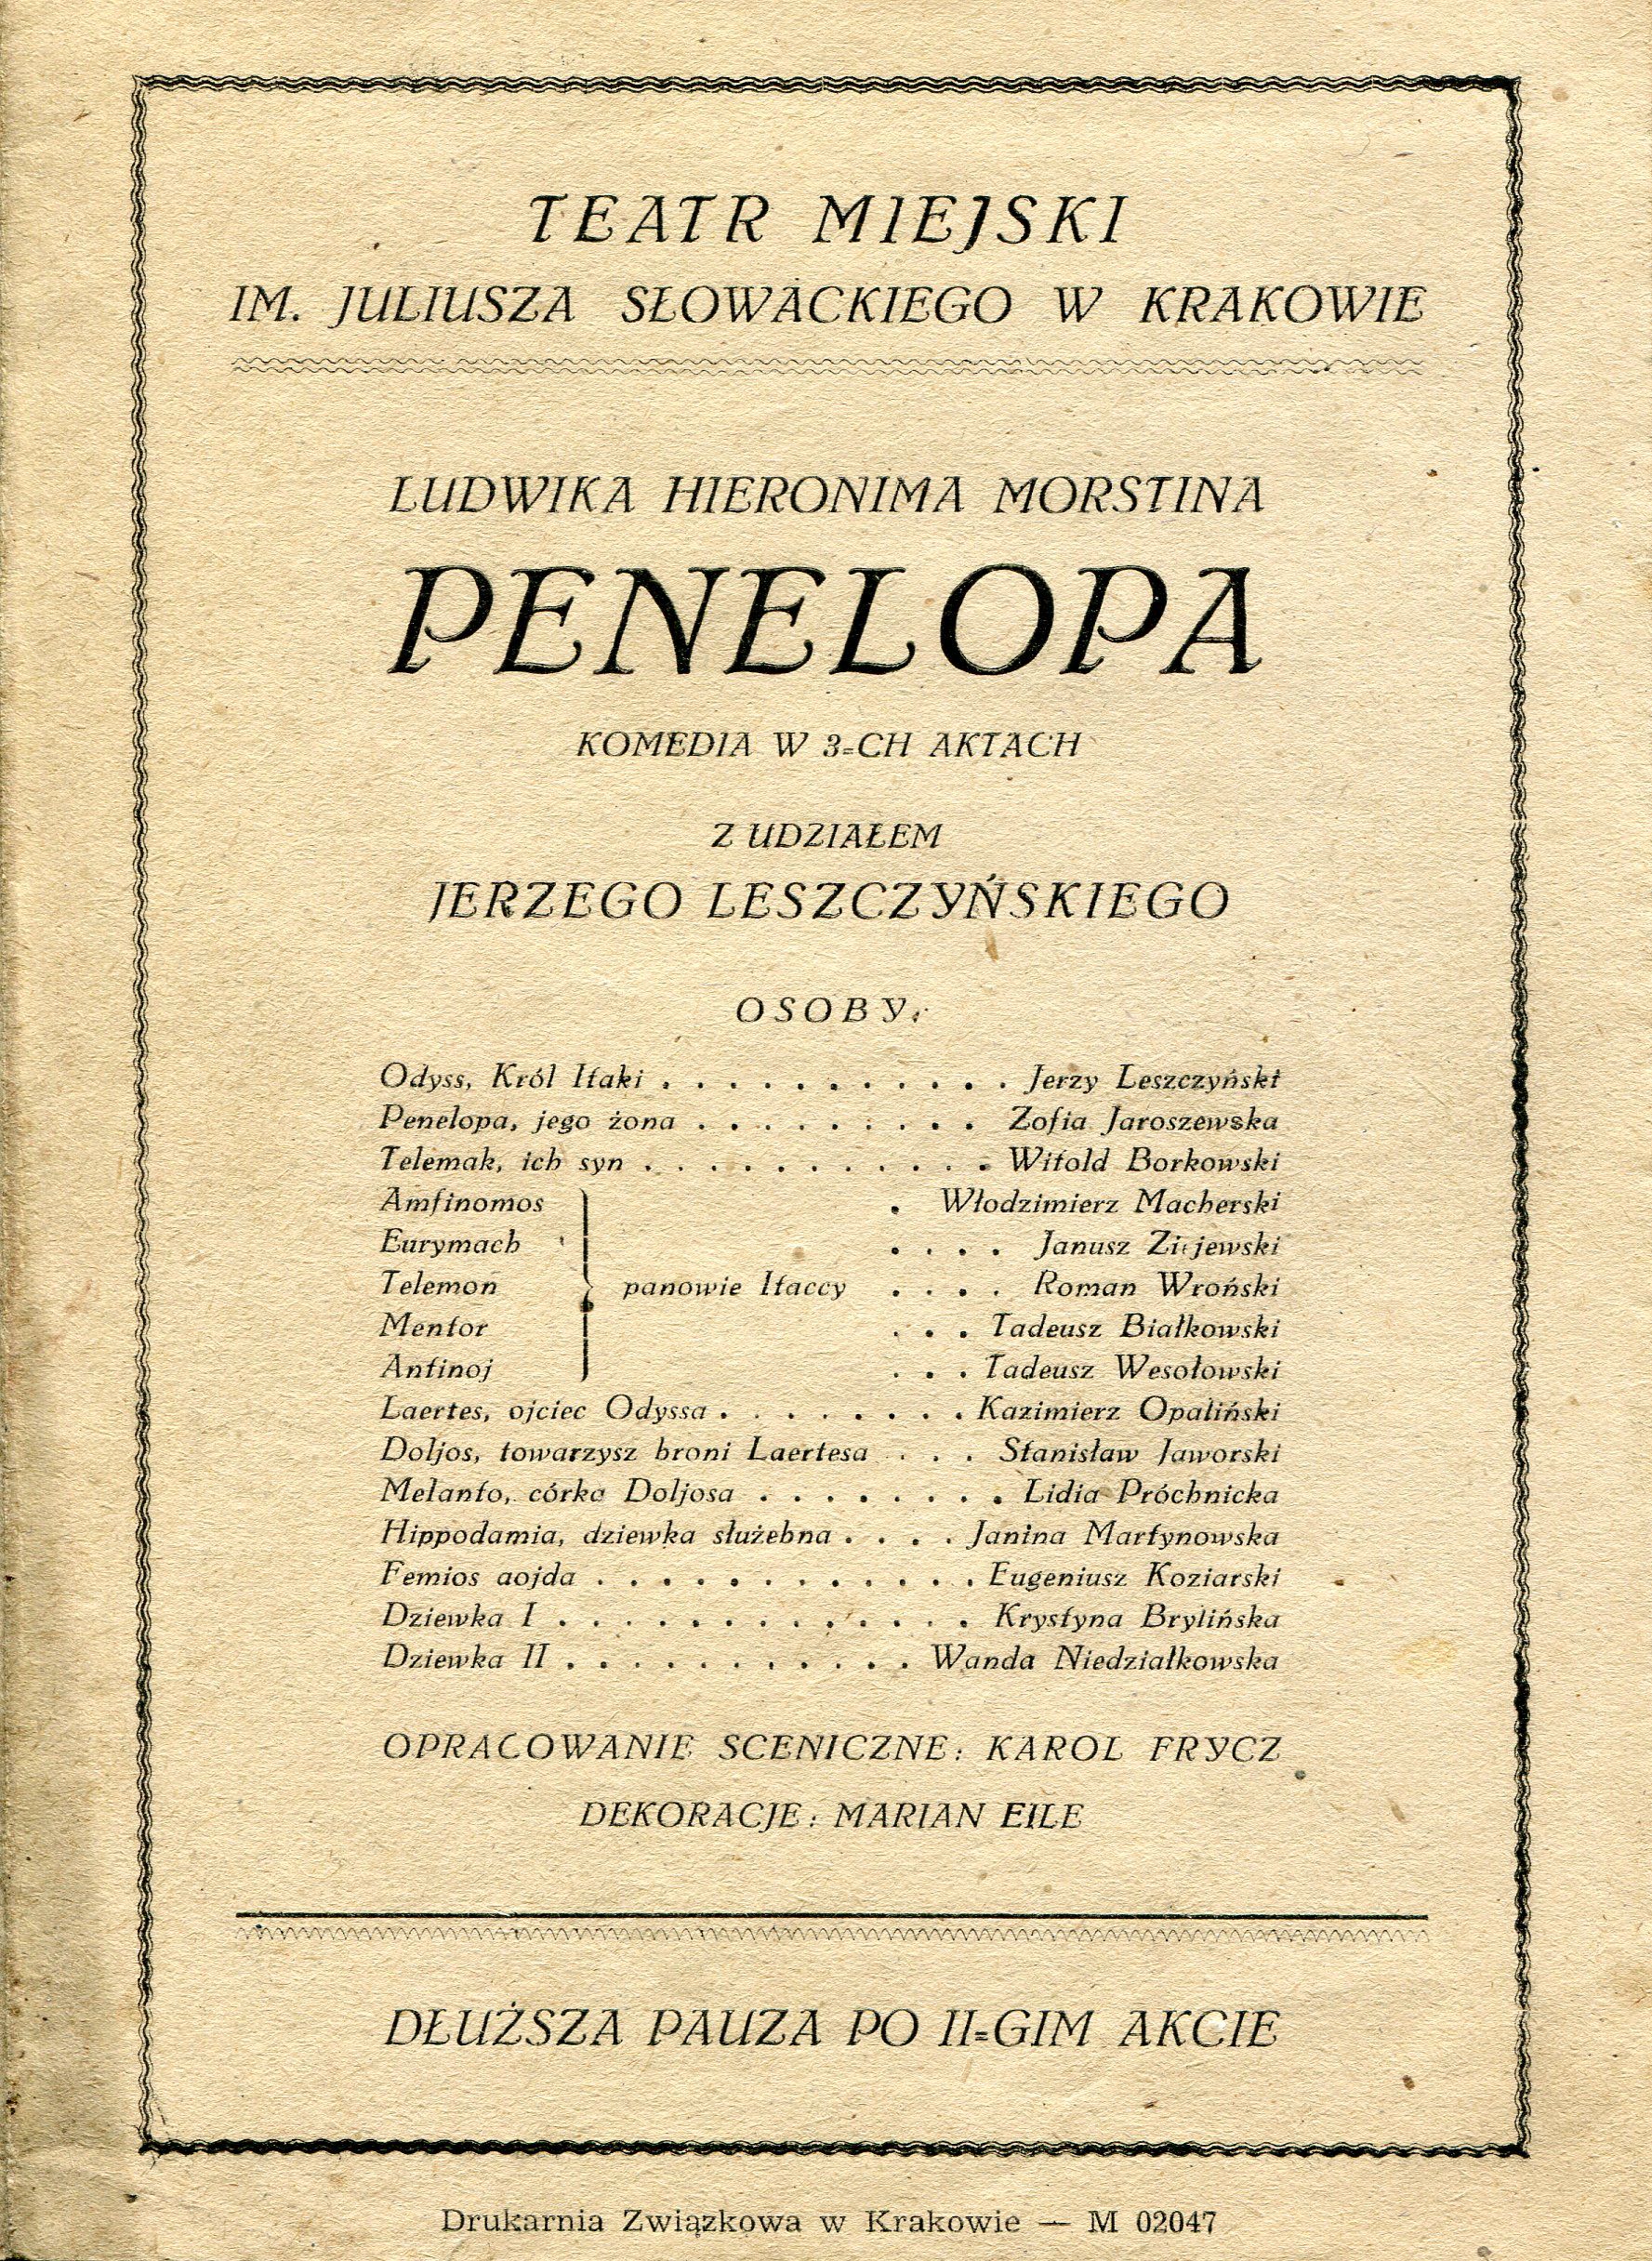 TEATR MIEJSKI
IM. JULIUSZA SŁOWACKIEGO W KRAKOWIE
LUDWIKA HIERONIMA MORSTINA
PENELOPA
KOMEDIA W 3-CH AKTACH
Z UDZIAŁEM
JERZEGO LESZCZYŃSKIEGO
OSOBY:
Odyss, Król Itaki . . . . . . . . . . . Jerzy Leszczyński
Penelopa, jego żona . . . . . . . . . Zofia Jaroszewska
Telemak, ich syn . . . . . . . . . . . Witold Borkowski
Amfinomos . Włodzimierz Macherski
Eurymach . . . . Janusz
Telemon panowie Itaccy . . . . Roman Wroński
Mentor . . . Tadeusz Białkowski
Antinoj . . . Tadeusz Wesołowski
Laertes, ojciec Odyssa . . . . . . . . Kazimierz Opaliński
Doljos, towarzysz broni Laertesa . . . Stanisław Jaworski
Melanto, córka Doljosa . . . . . . . . Lidia Próchnicka
Hippodamia, dziewka służebna . . . . Janina Martynowska
Femios aojda . . . . . . . . . . . . Eugeniusz Koziarski
Dziewka I . . . . . . . . . . . . . Krystyna Brylińska
Dziewka II . . . . . . . . . . . Wanda Niedziałkowska
OPRACOWANIE SCENICZNE: KAROL FRYCZ
DEKORACJE: MARIAN EILE
DŁUŻSZA PAUZA PO II-GIM AKCIE
Drukarnia Związkowa w Krakowie — M 02047